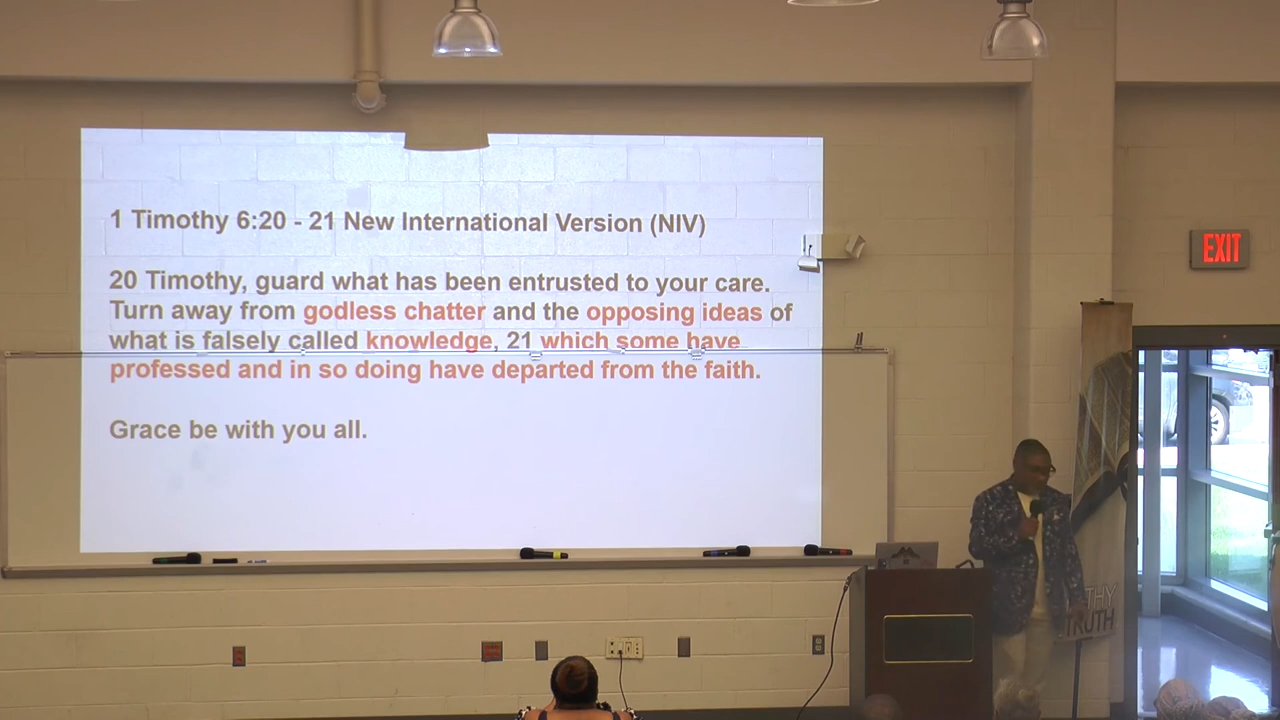 1 Timothy 6:20 - 21 New International Version (NIV)
20 Timothy, guard what has been entrusted to your care.
Turn away from godless chatter and the opposing ideas of
what is falsely called knowledge, 21 which some have
professed and in so doing have departed from the faith.
Grace be with you all.
EXIT
THY
TRUTH